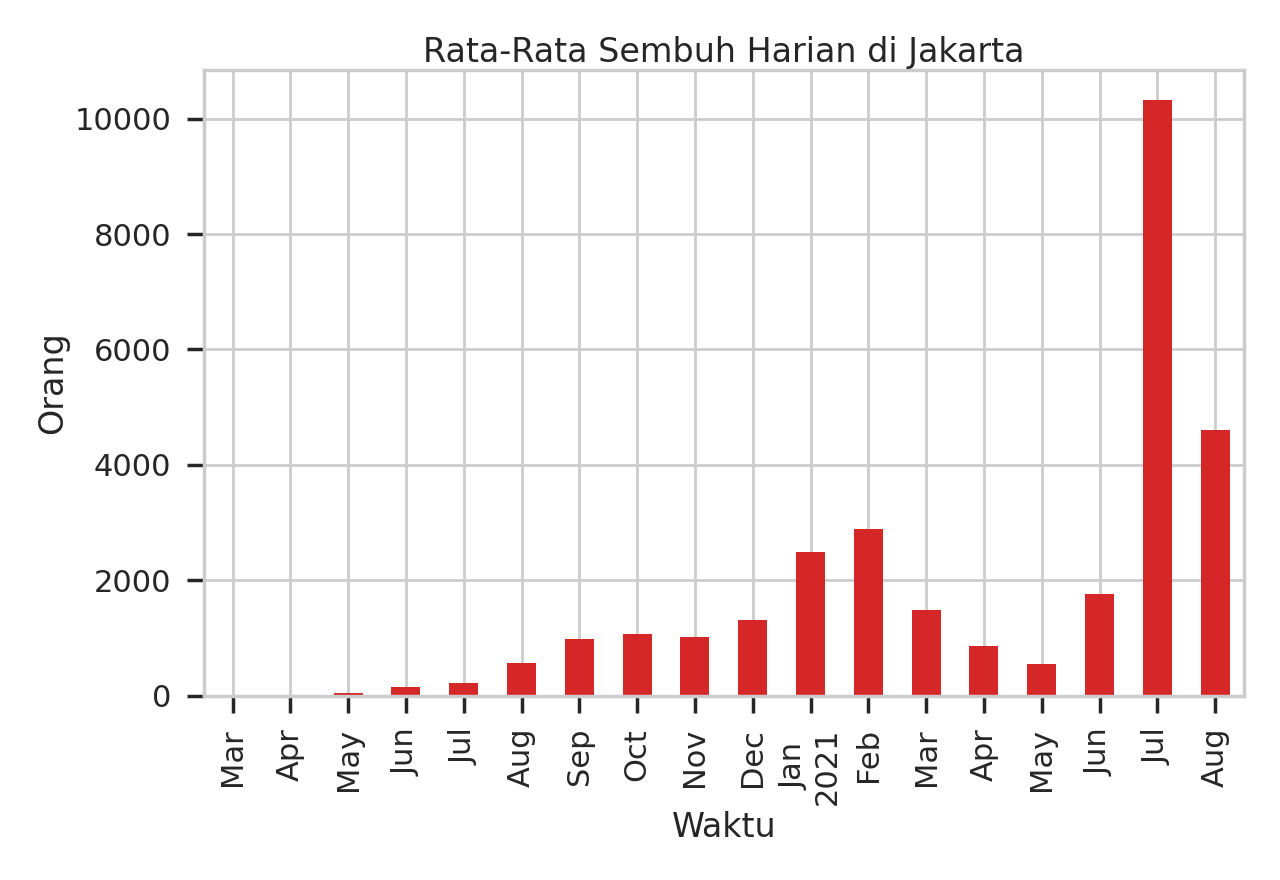 Rata-Rata Sembuh Harian di Jakarta
10000
8000
6000
4000
2000
0
Orang
Mar
Apr
May
Jun
Jul
Aug
Sep
Oct
Nov
Dec
Jan
2021
Feb
Mar
Apr
May
Jun
Jul
Aug
Waktu